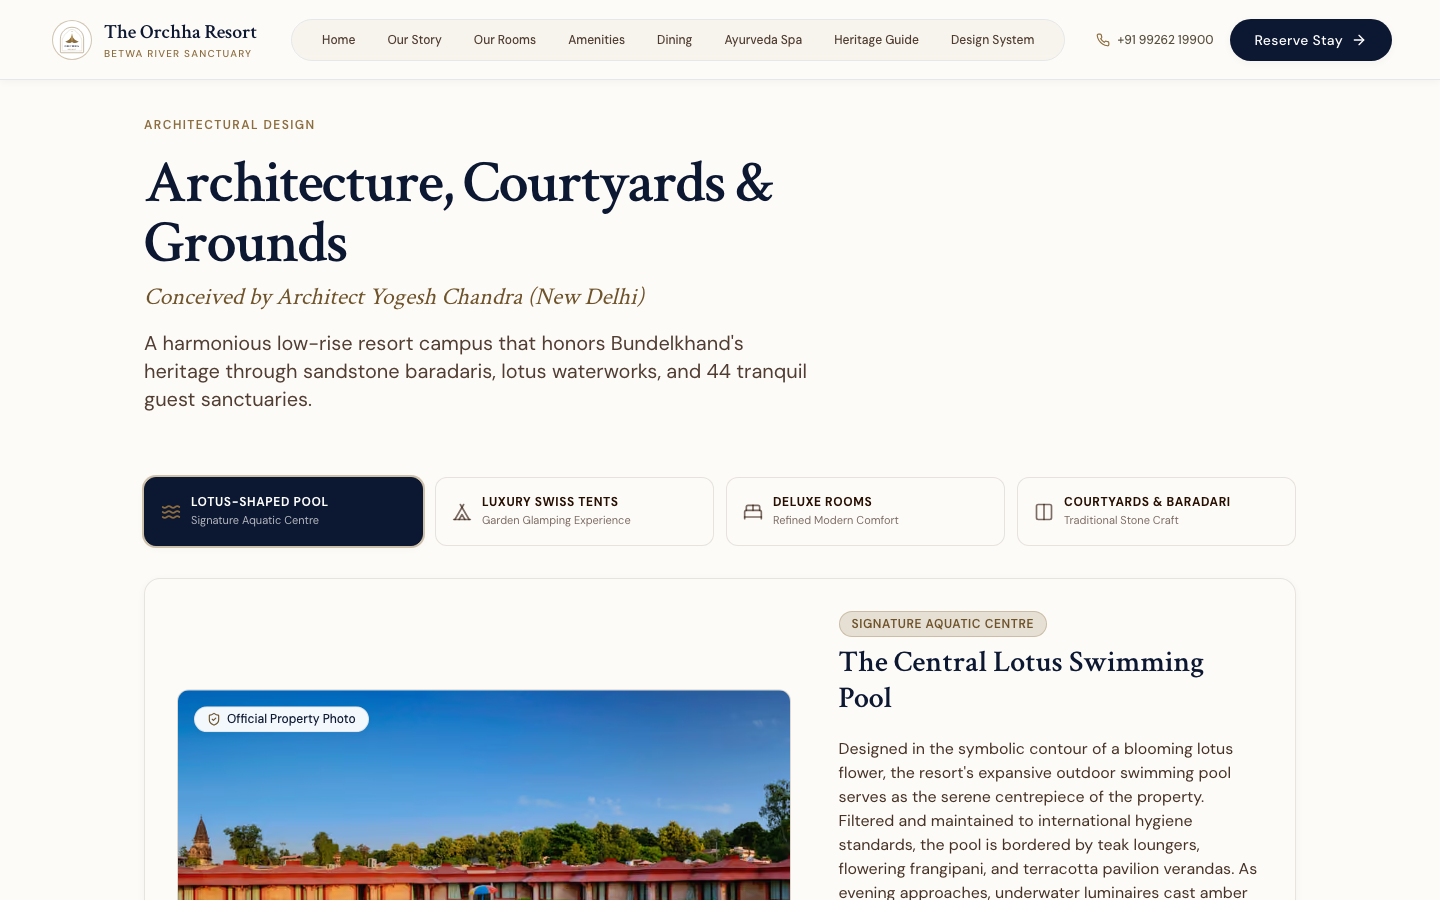 The Orchha Resort
BETWA RIVER SANCTUARY
Home
Our Story
Our Rooms
Amenities
Dining
Ayurveda Spa
Heritage Guide
Design System
+91 99262 19900
Reserve Stay
ARCHITECTURAL DESIGN
Architecture, Courtyards &
Grounds
Conceived by Architect Yogesh Chandra (New Delhi)
A harmonious low-rise resort campus that honors Bundelkhand's
heritage through sandstone baradaris, lotus waterworks, and 44 tranquil
guest sanctuaries.
LOTUS-SHAPED POOL
Signature Aquatic Centre
LUXURY SWISS TENTS
Garden Glamping Experience
DELUXE ROOMS
Refined Modern Comfort
COURTYARDS & BARADARI
Traditional Stone Craft
Official Property Photo
SIGNATURE AQUATIC CENTRE
The Central Lotus Swimming
Pool
Designed in the symbolic contour of a blooming lotus
flower, the resort's expansive outdoor swimming pool
serves as the serene centrepiece of the property.
Filtered and maintained to international hygiene
standards, the pool is bordered by teak loungers,
flowering frangipani, and terracotta pavilion verandas. As
evening approaches, underwater luminaires cast amber